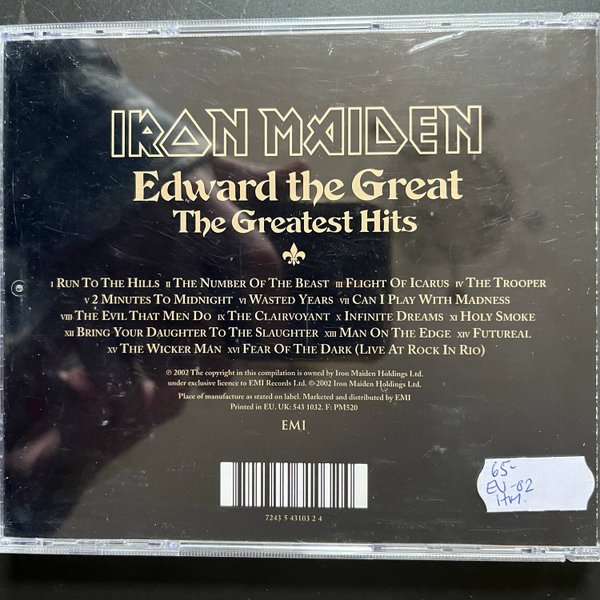 IRON MAIDEN
Edward the Great
The Greatest Hits
I RUN TO THE HILLS II THE NUMBER OF THE BEAST III FLIGHT OF ICARUS IV THE TROOPER
V 2 MINUTES TO MIDNIGHT VI WASTED YEARS VII CAN I PLAY WITH MADNESS
VIII THE EVIL THAT MEN DO IX THE CLAIRVOYANT X INFINITE DREAMS XI HOLY SMOKE
XII BRING YOUR DAUGHTER TO THE SLAUGHTER XIII MAN ON THE EDGE XIV FUTUREAL
XV THE WICKER MAN XVI FEAR OF THE DARK (LIVE AT ROCK IN RIO)
℗ 2002 The copyright in this compilation is owned by Iron Maiden Holdings Ltd.
under exclusive licence to EMI Records Ltd. ©2002 Iron Maiden Holdings Ltd.
Place of manufacture as stated on label. Marketed and distributed by EMI
Printed in EU. UK: 543 1032. F: PM520
EMI
7243 5 43103 2 4
65-
EU-02
HM.